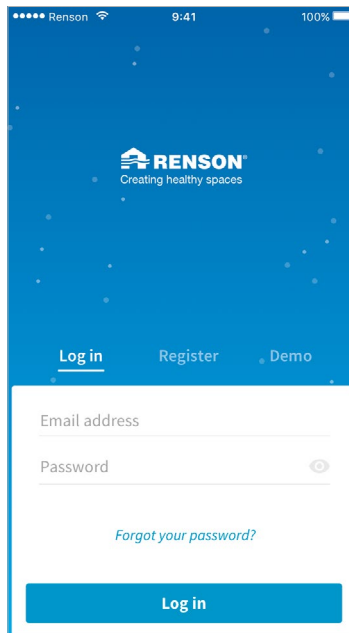 ●●●●● Renson 9:41 100%
RENSON®
Creating healthy spaces
Log in Register Demo
Email address
Password
Forgot your password?
Log in